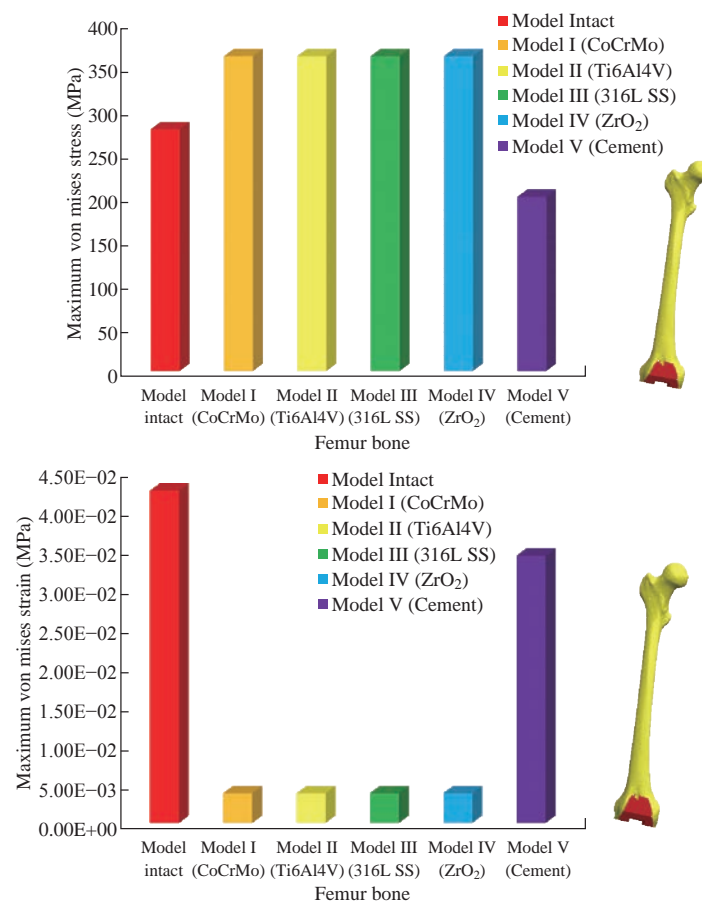 Maximum von mises stress (MPa)
400
350
300
250
200
150
100
50
0
Model Intact
Model I (CoCrMo)
Model II (Ti6Al4V)
Model III (316L SS)
Model IV (ZrO₂)
Model V (Cement)
Model Model I Model II Model III Model IV Model V
intact (CoCrMo) (Ti6Al4V) (316L SS) (ZrO₂) (Cement)
Femur bone
Maximum von mises strain (MPa)
4.50E−02
4.00E−02
3.50E−02
3.00E−02
2.50E−02
2.00E−02
1.50E−02
1.00E−02
5.00E−03
0.00E+00
Model Intact
Model I (CoCrMo)
Model II (Ti6Al4V)
Model III (316L SS)
Model IV (ZrO₂)
Model V (Cement)
Model Model I Model II Model III Model IV Model V
intact (CoCrMo) (Ti6Al4V) (316L SS) (ZrO₂) (Cement)
Femur bone